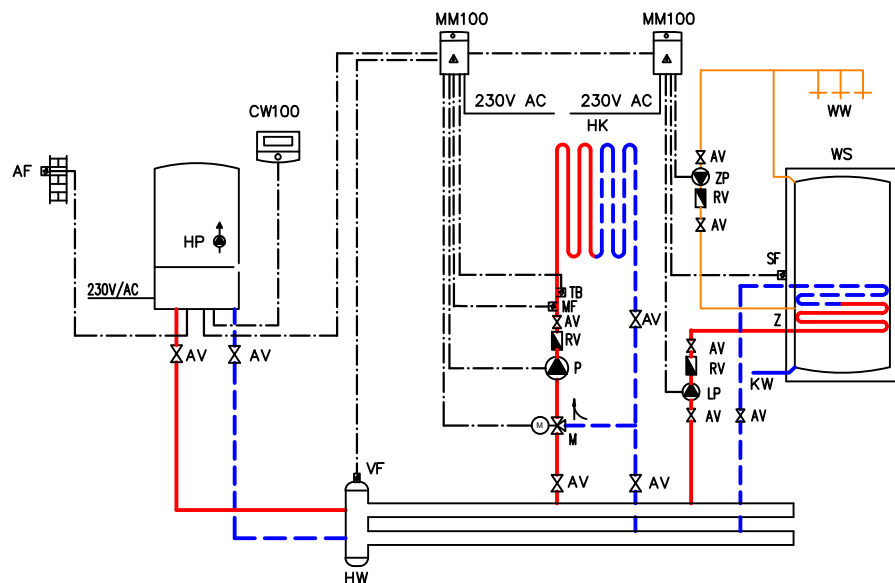 MM100
MM100
230V AC
230V AC
CW100
HK
WW
AF
AV
WS
ZP
RV
HP
AV
SF
230V/AC
TB
MF
AV
AV
Z
RV
AV
AV
AV
P
RV
KW
LP
M
M
AV
AV
VF
AV
AV
HW